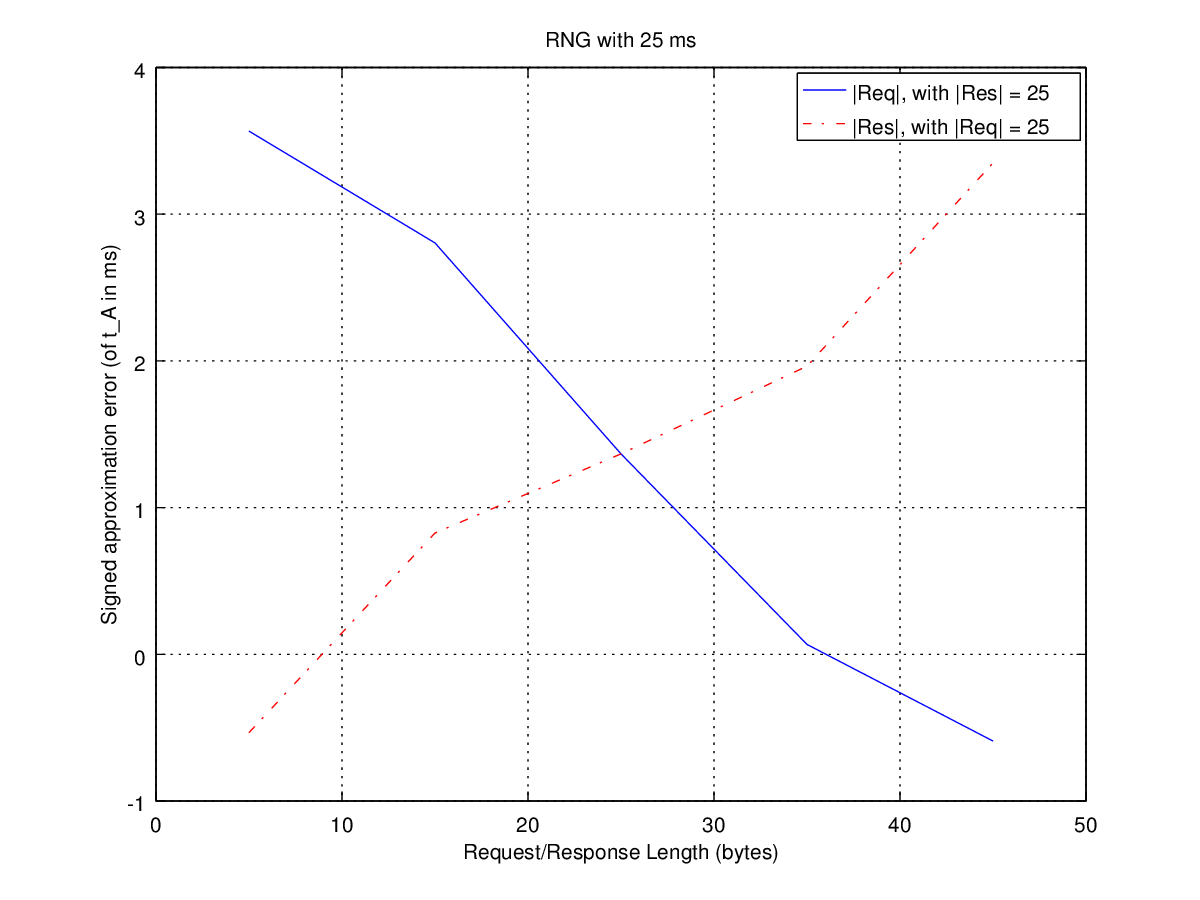 RNG with 25 ms
|Req|, with |Res| = 25
|Res|, with |Req| = 25
Signed approximation error (of t_A in ms)
4
3
2
1
0
-1
0 10 20 30 40 50
Request/Response Length (bytes)